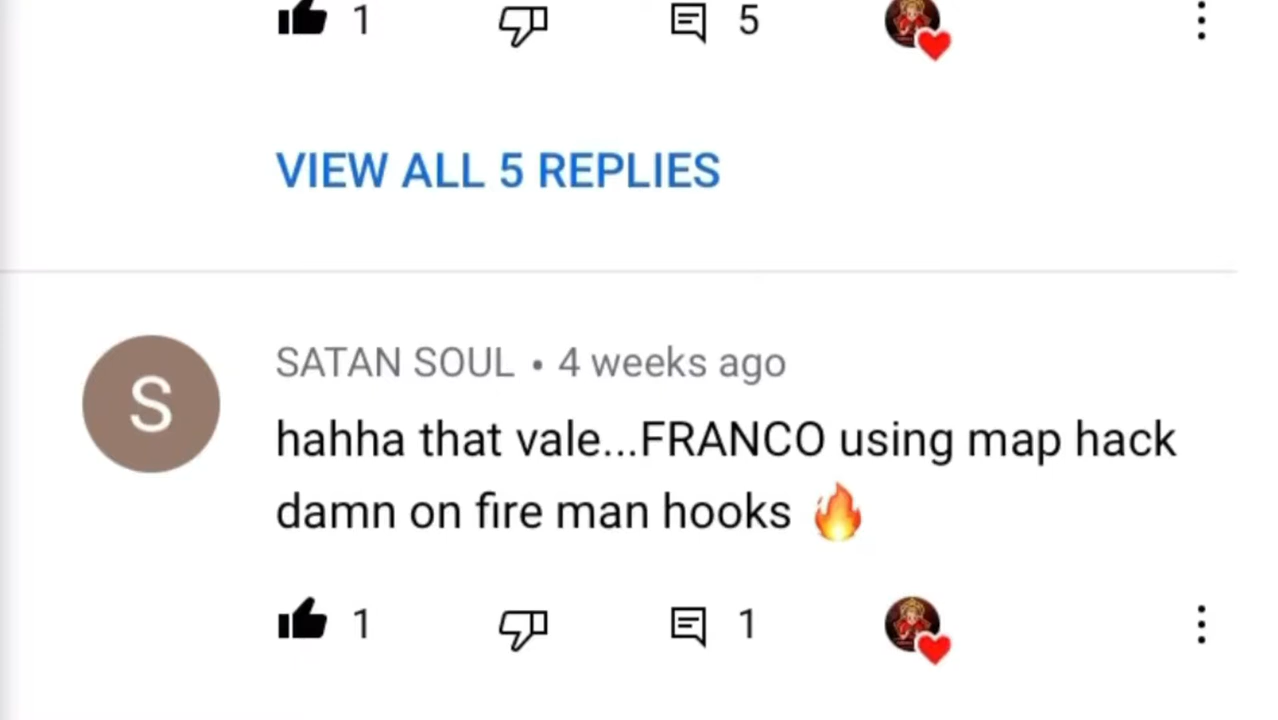 1 5
VIEW ALL 5 REPLIES
S
SATAN SOUL • 4 weeks ago
hahha that vale...FRANCO using map hack
damn on fire man hooks 🔥
1 1